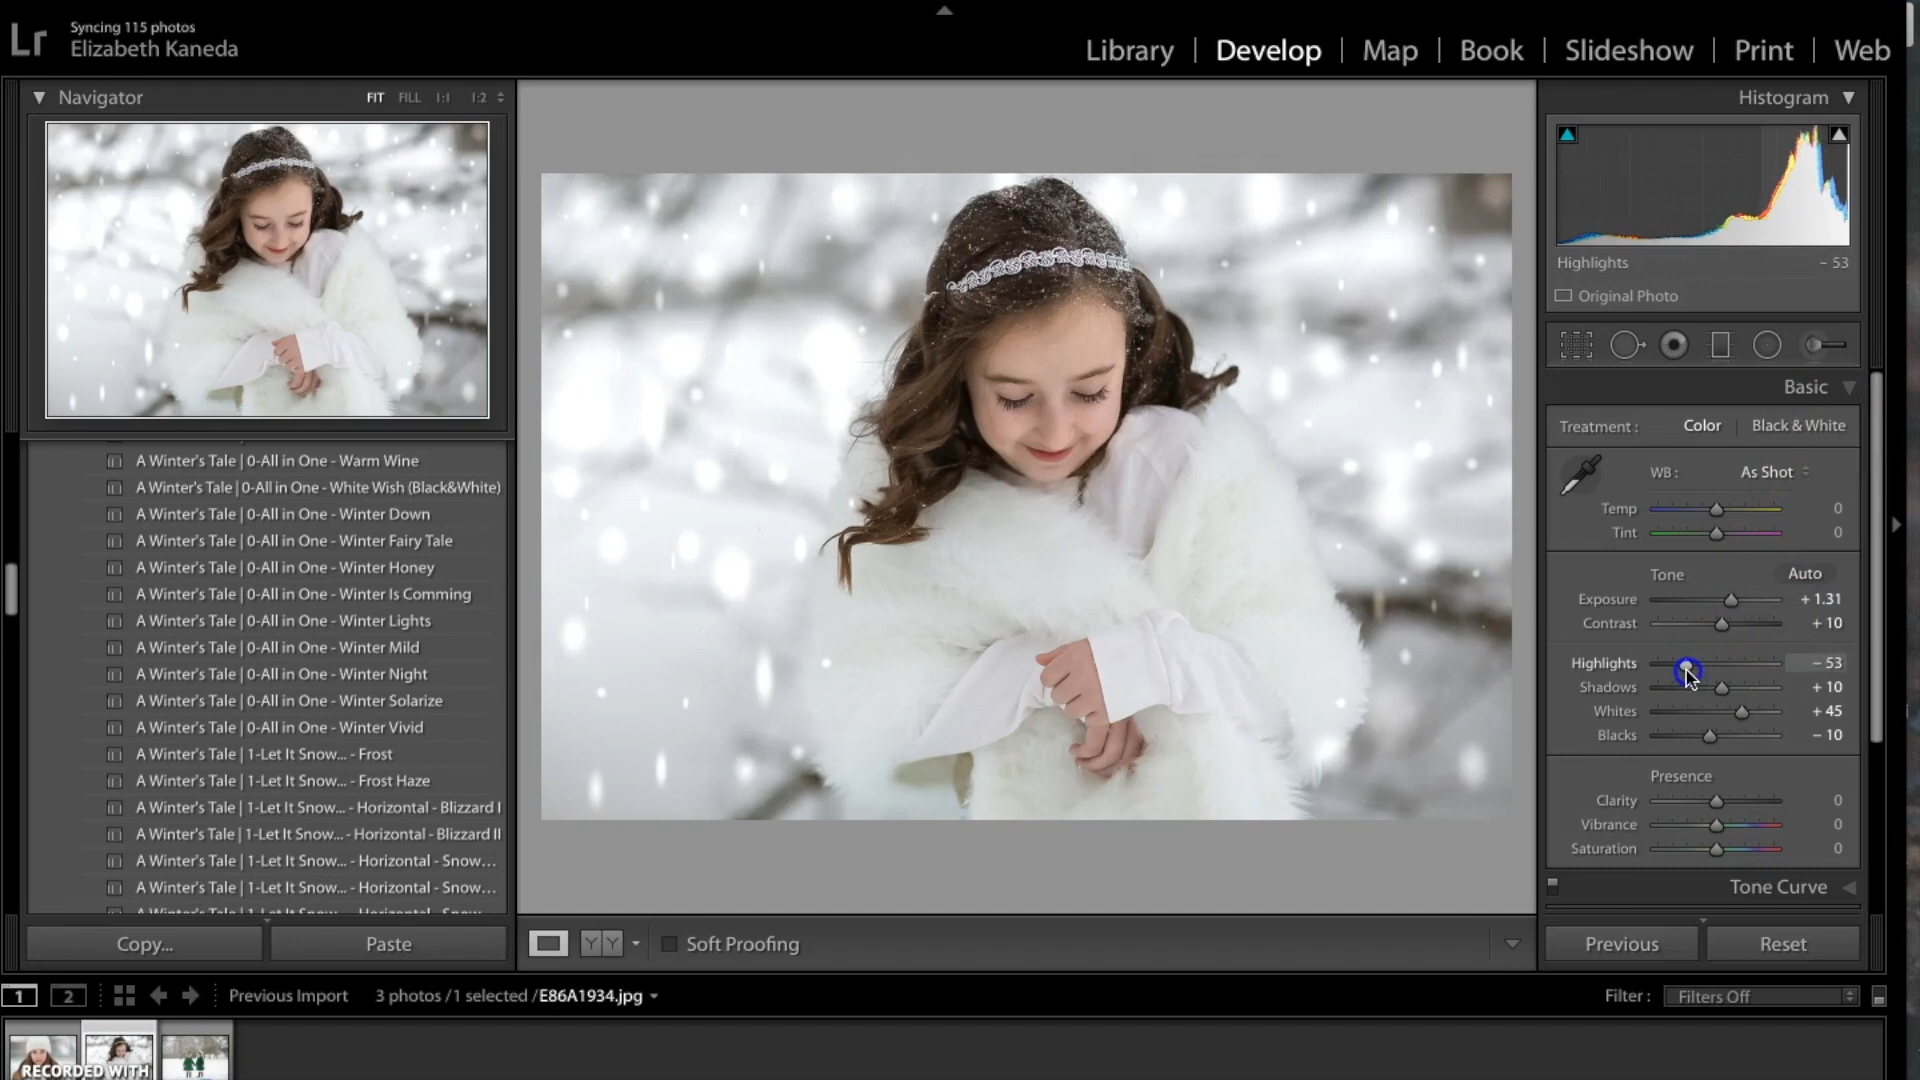 Lr
Syncing 115 photos
Elizabeth Kaneda
Library | Develop | Map | Book | Slideshow | Print | Web
Navigator FIT FILL 1:1 1:2
A Winter's Tale | 0-All in One - Warm Wine
A Winter's Tale | 0-All in One - White Wish (Black&White)
A Winter's Tale | 0-All in One - Winter Down
A Winter's Tale | 0-All in One - Winter Fairy Tale
A Winter's Tale | 0-All in One - Winter Honey
A Winter's Tale | 0-All in One - Winter Is Comming
A Winter's Tale | 0-All in One - Winter Lights
A Winter's Tale | 0-All in One - Winter Mild
A Winter's Tale | 0-All in One - Winter Night
A Winter's Tale | 0-All in One - Winter Solarize
A Winter's Tale | 0-All in One - Winter Vivid
A Winter's Tale | 1-Let It Snow... - Frost
A Winter's Tale | 1-Let It Snow... - Frost Haze
A Winter's Tale | 1-Let It Snow... - Horizontal - Blizzard I
A Winter's Tale | 1-Let It Snow... - Horizontal - Blizzard II
A Winter's Tale | 1-Let It Snow... - Horizontal - Snow...
A Winter's Tale | 1-Let It Snow... - Horizontal - Snow...
Copy... Paste
Histogram
Highlights - 53
Original Photo
Basic
Treatment : Color | Black & White
WB : As Shot
Temp 0
Tint 0
Tone Auto
Exposure + 1.31
Contrast + 10
Highlights - 53
Shadows + 10
Whites + 45
Blacks - 10
Presence
Clarity 0
Vibrance 0
Saturation 0
Tone Curve
Previous Reset
YY Soft Proofing
1 2 Previous Import 3 photos / 1 selected / E86A1934.jpg
Filter : Filters Off
RECORDED WITH